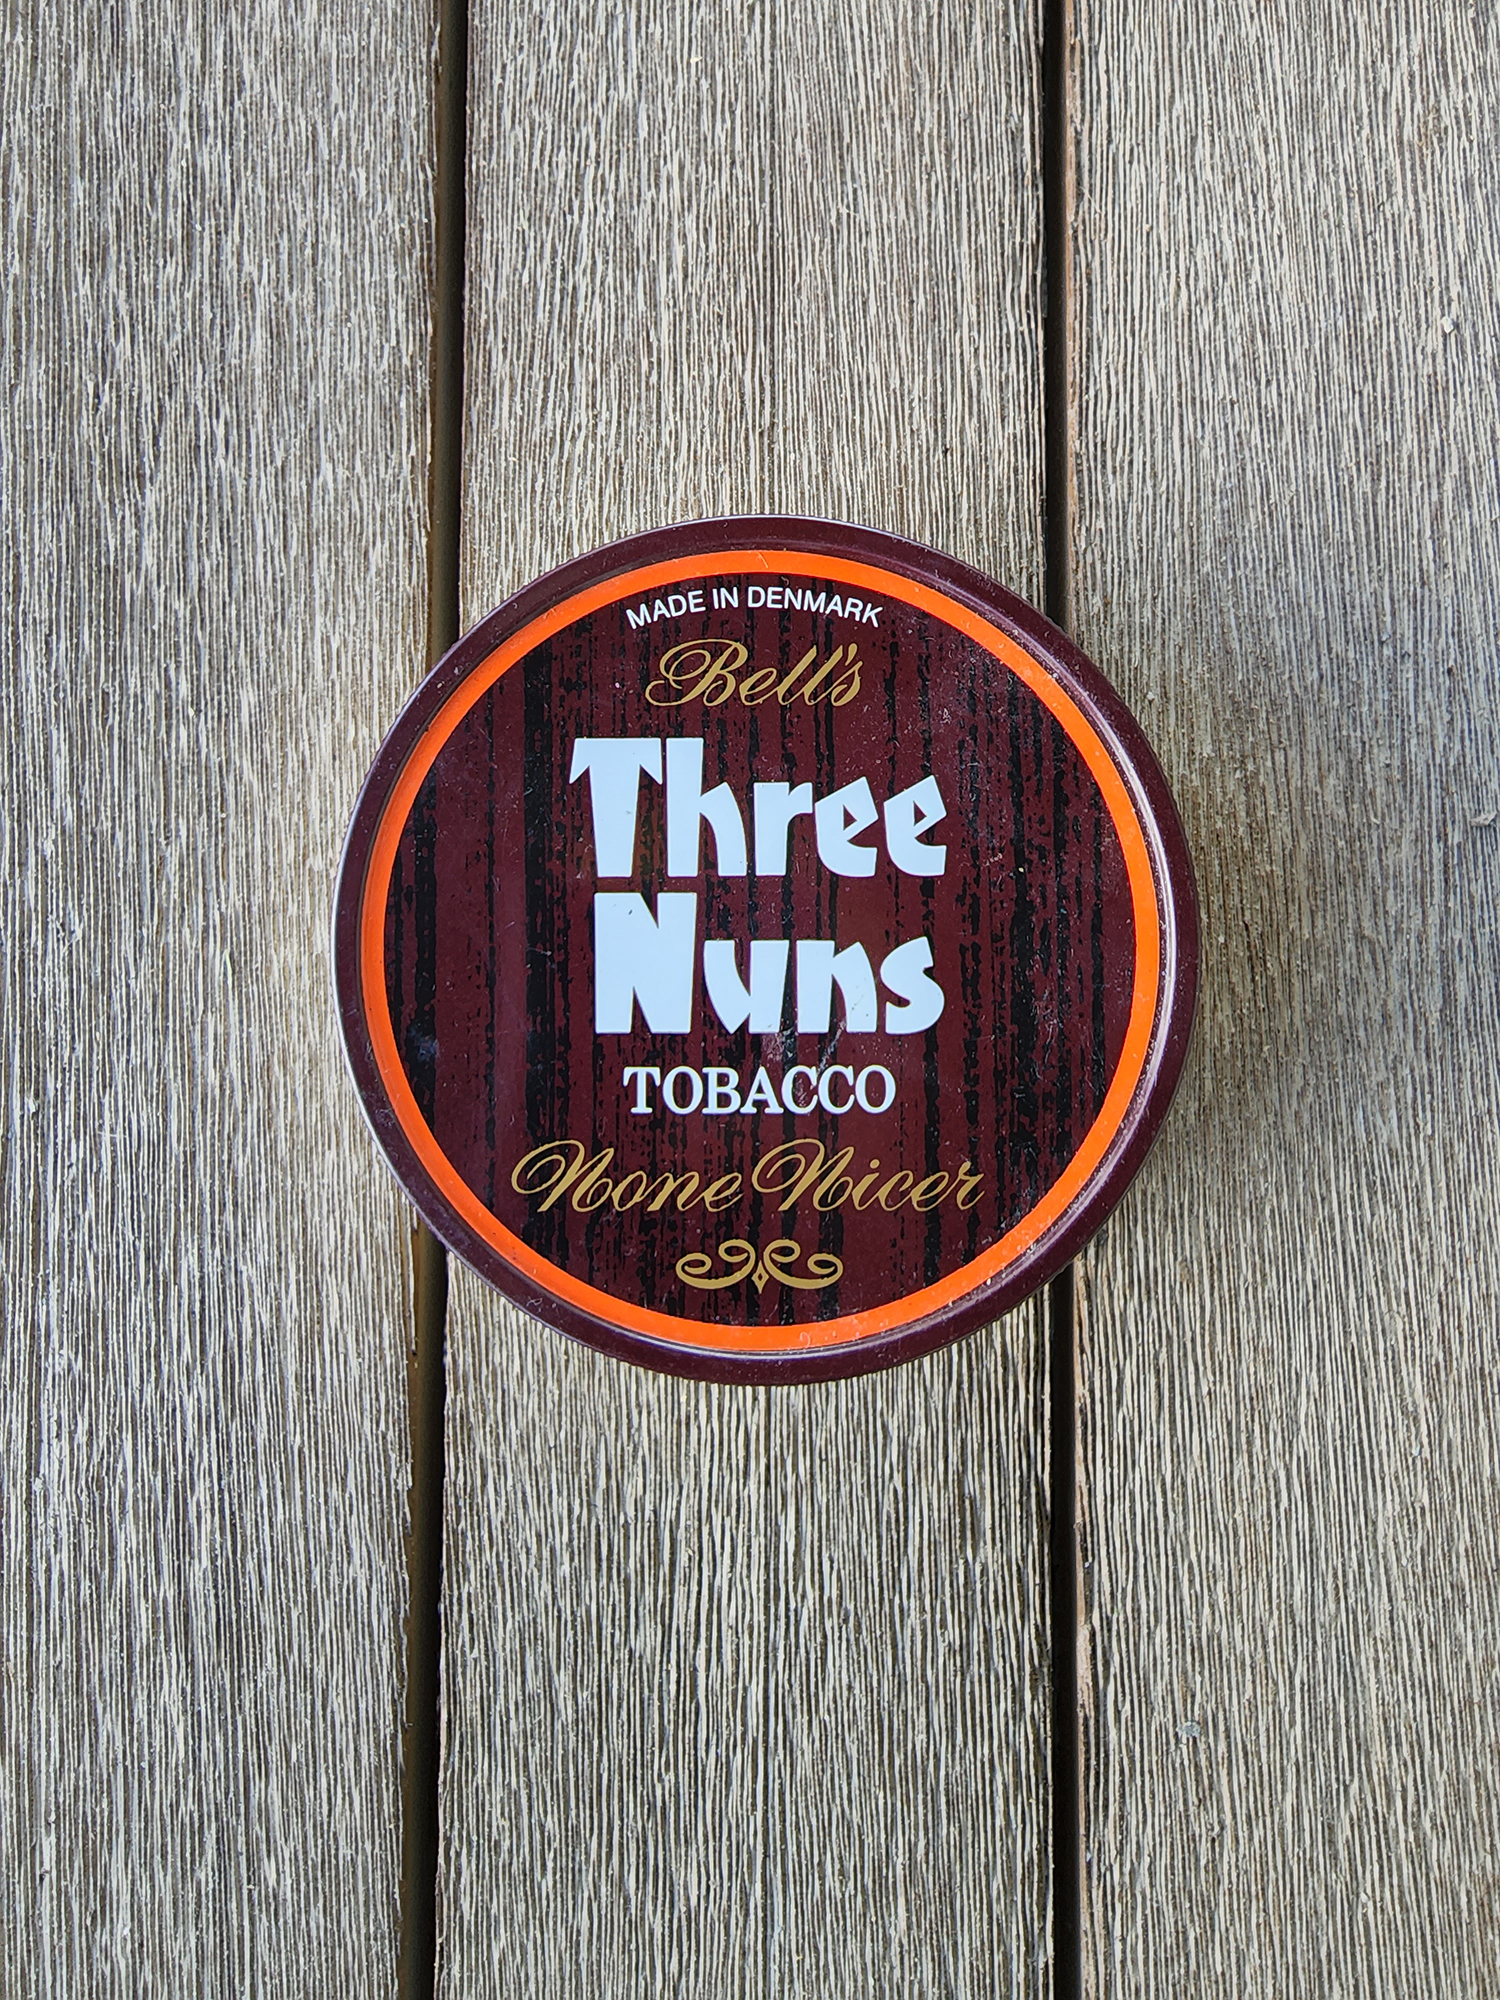 MADE IN DENMARK
Bell's
Three
Nuns
TOBACCO
None Nicer